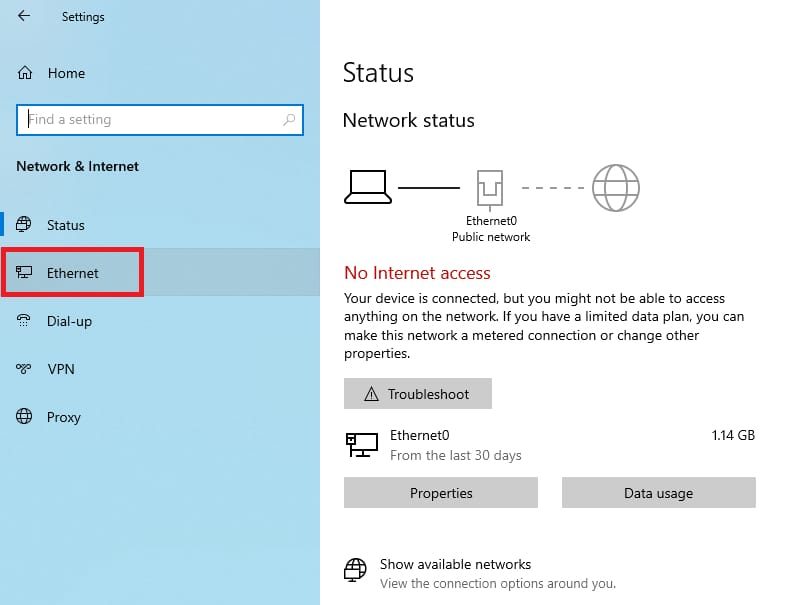 Settings
Home
Find a setting
Network & Internet
Status
Ethernet
Dial-up
VPN
Proxy
Status
Network status
Ethernet0
Public network
No Internet access
Your device is connected, but you might not be able to access
anything on the network. If you have a limited data plan, you can
make this network a metered connection or change other
properties.
Troubleshoot
Ethernet0 1.14 GB
From the last 30 days
Properties Data usage
Show available networks
View the connection options around you.